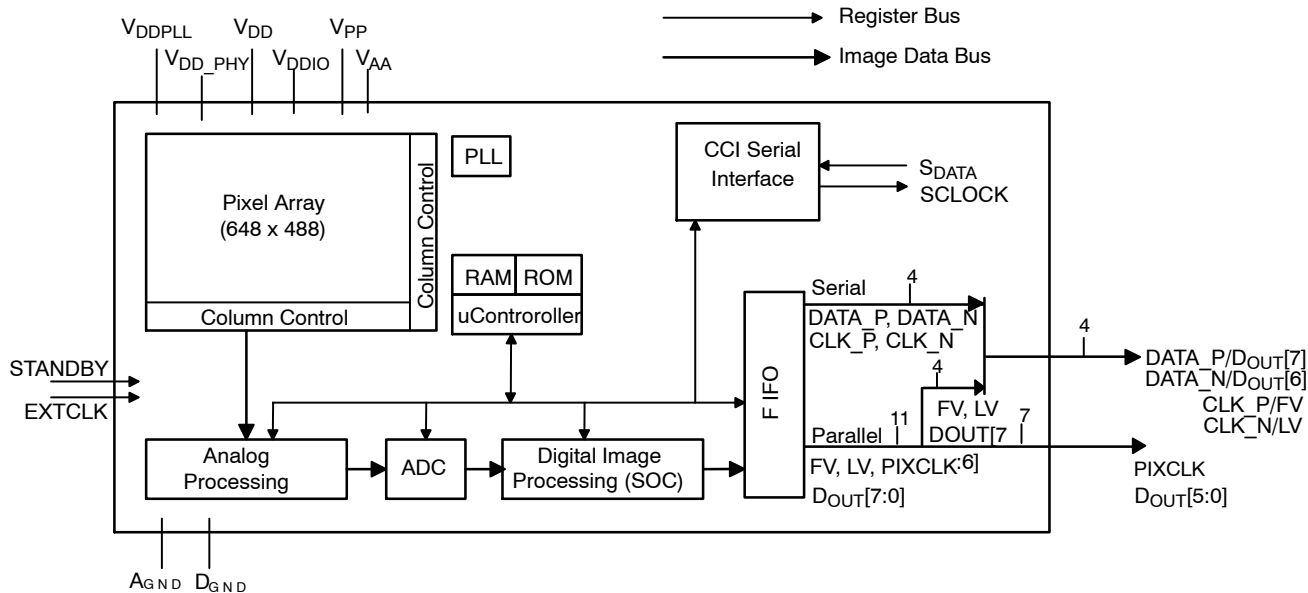 Register Bus
Image Data Bus
VDDPLL
VDD
VPP
VDD_PHY
VDDIO
VAA
Pixel Array
(648 x 488)
Column Control
Column Control
PLL
CCI Serial
Interface
SDATA
SCLOCK
RAM
ROM
uControroller
STANDBY
EXTCLK
F IFO
Serial
4
DATA_P, DATA_N
CLK_P, CLK_N
4
FV, LV
DOUT[7
:6]
4
DATA_P/DOUT[7]
DATA_N/DOUT[6]
CLK_P/FV
CLK_N/LV
Parallel
11
7
FV, LV, PIXCLK
DOUT[7:0]
PIXCLK
DOUT[5:0]
Analog
Processing
ADC
Digital Image
Processing (SOC)
AGND
DGND